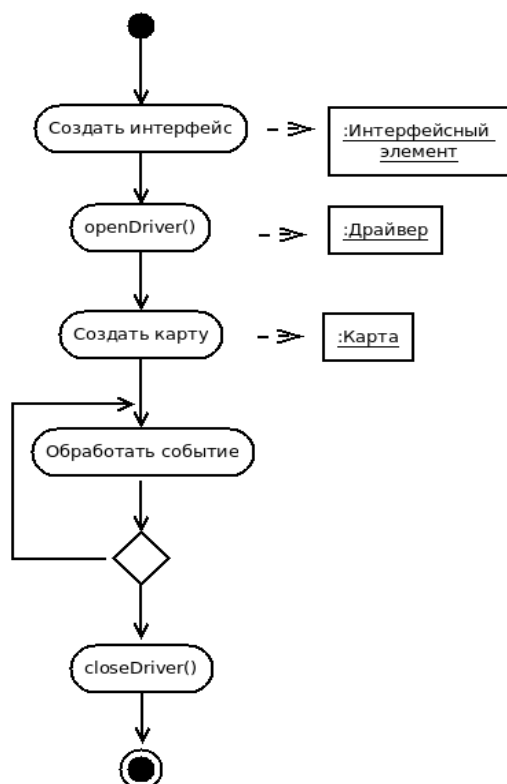 Создать интерфейс
:Интерфейсный
элемент
openDriver()
:Драйвер
Создать карту
:Карта
Обработать событие
closeDriver()